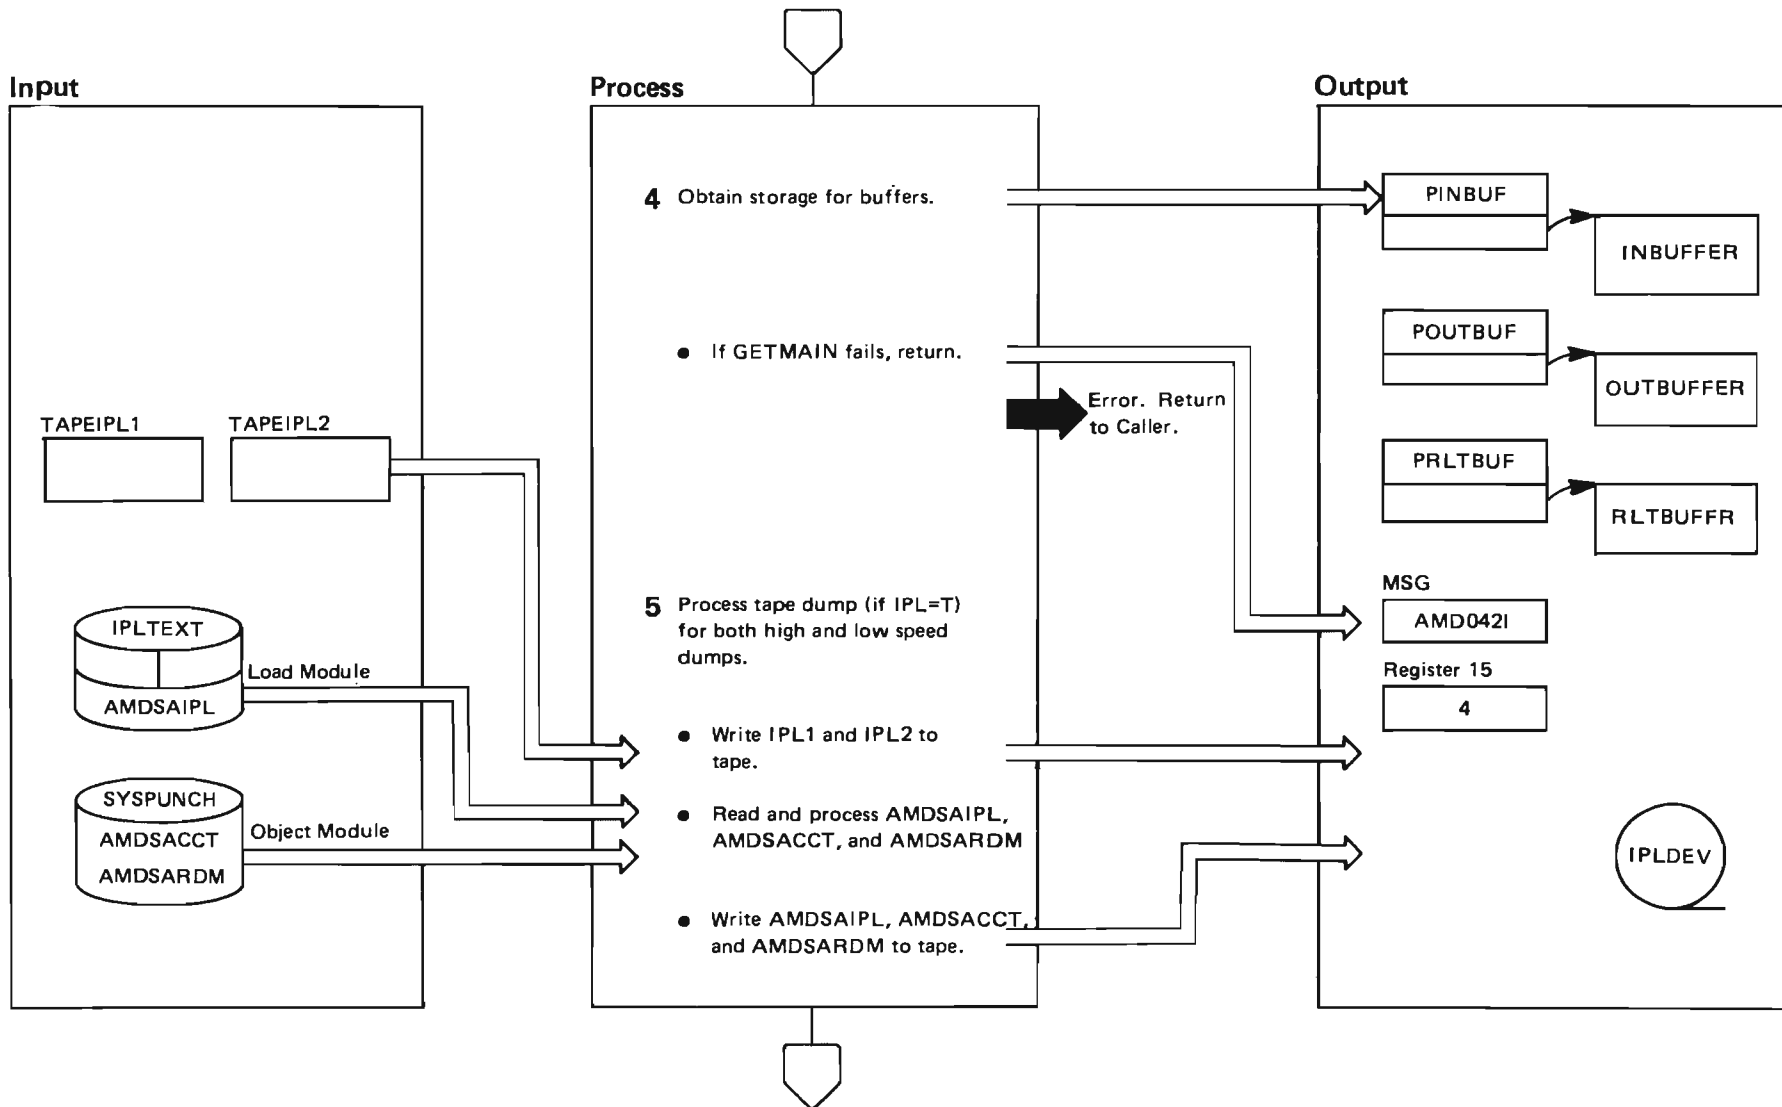 Input
TAPEIPL1
TAPEIPL2
IPLTEXT
AMDSAIPL
Load Module
SYSPUNCH
AMDSACCT
AMDSARDM
Object Module
Process
4 Obtain storage for buffers.
● If GETMAIN fails, return.
Error. Return
to Caller.
5 Process tape dump (if IPL=T)
for both high and low speed
dumps.
● Write IPL1 and IPL2 to
tape.
● Read and process AMDSAIPL,
AMDSACCT, and AMDSARDM
● Write AMDSAIPL, AMDSACCT,
and AMDSARDM to tape.
Output
PINBUF
INBUFFER
POUTBUF
OUTBUFFER
PRLTBUF
RLTBUFFR
MSG
AMD042I
Register 15
4
IPLDEV